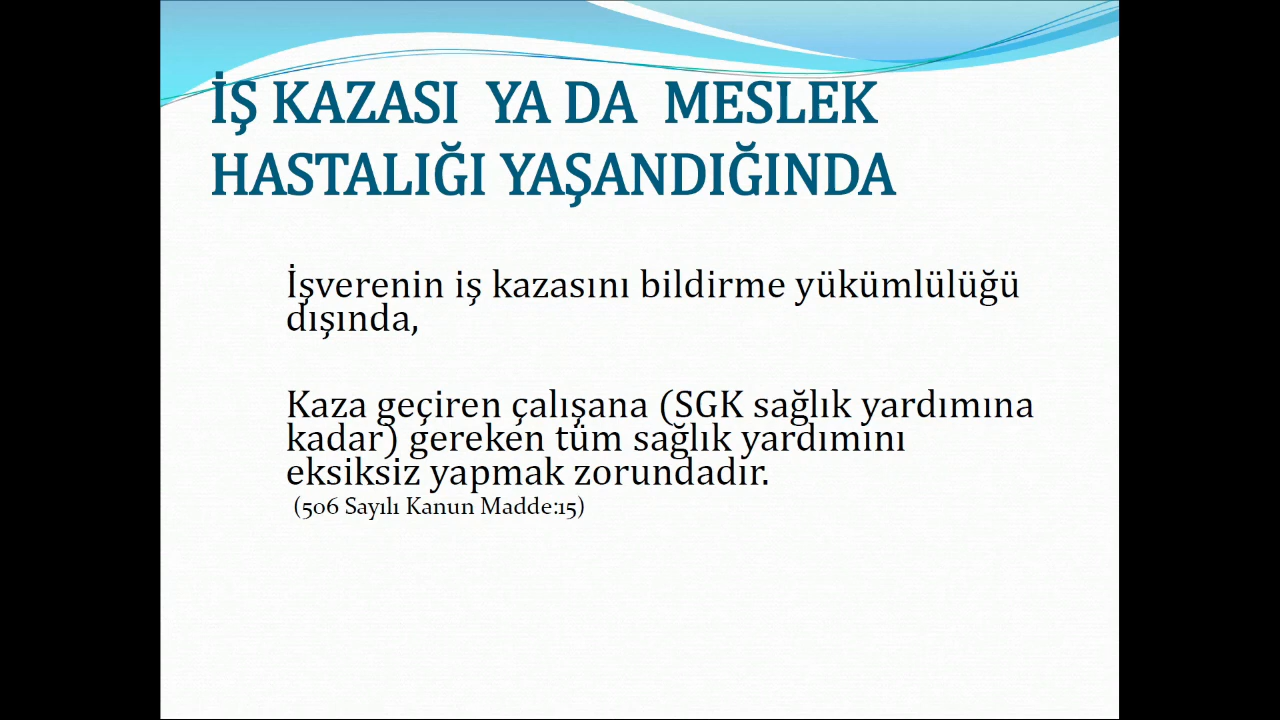 İŞ KAZASI YA DA MESLEK
HASTALIĞI YAŞANDIĞINDA
İşverenin iş kazasını bildirme yükümlülüğü
dışında,
Kaza geçiren çalışana (SGK sağlık yardımına
kadar) gereken tüm sağlık yardımını
eksiksiz yapmak zorundadır.
(506 Sayılı Kanun Madde:15)